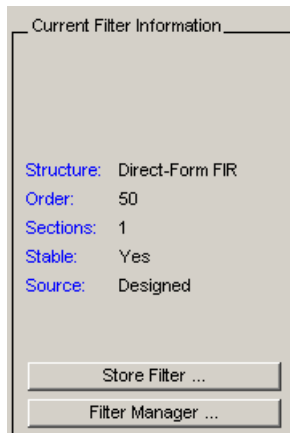 Current Filter Information
Structure: Direct-Form FIR
Order: 50
Sections: 1
Stable: Yes
Source: Designed
Store Filter ...
Filter Manager ...